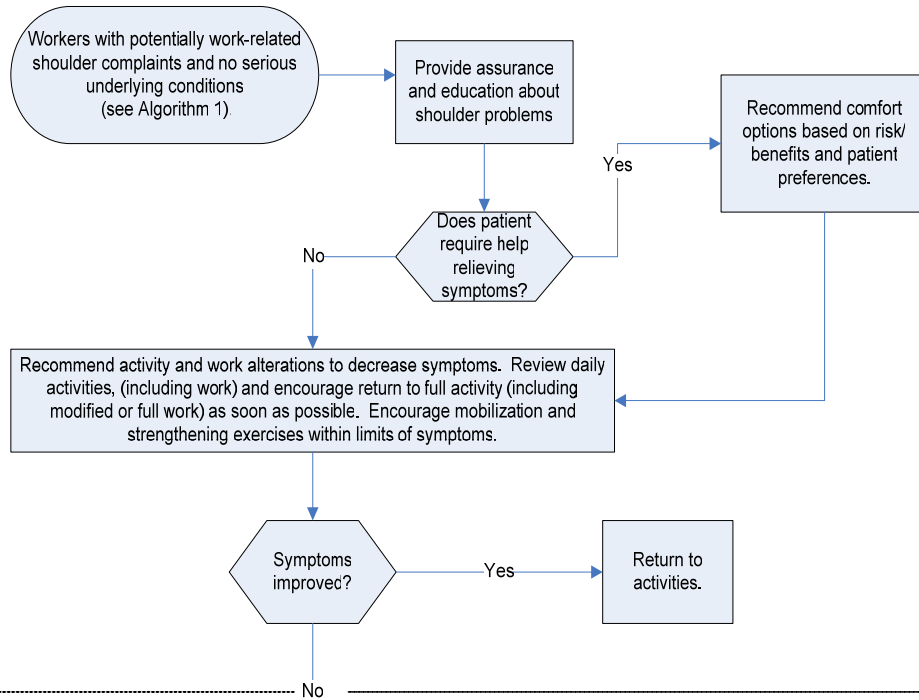 Workers with potentially work-related
shoulder complaints and no serious
underlying conditions
(see Algorithm 1).
Provide assurance
and education about
shoulder problems
Recommend comfort
options based on risk/
benefits and patient
preferences.
Yes
Does patient
require help
relieving
symptoms?
No
Recommend activity and work alterations to decrease symptoms. Review daily
activities, (including work) and encourage return to full activity (including
modified or full work) as soon as possible. Encourage mobilization and
strengthening exercises within limits of symptoms.
Symptoms
improved?
Yes
Return to
activities.
No